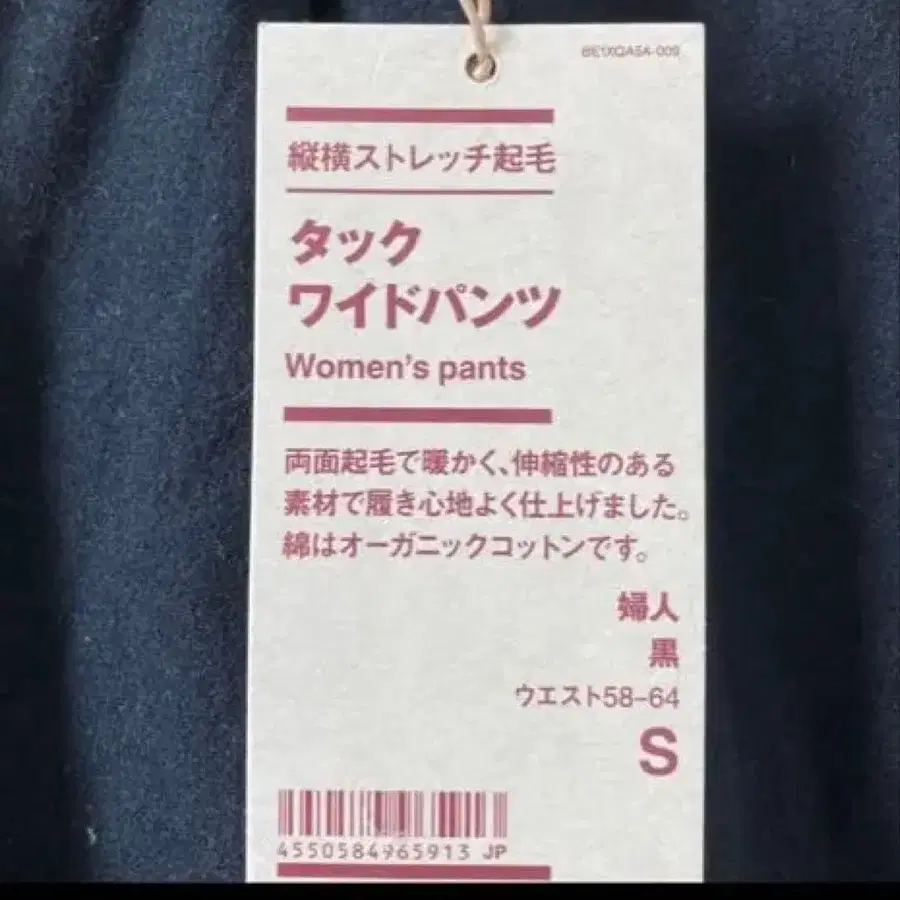 BE1XQA5A-009
縦横ストレッチ起毛
タック
ワイドパンツ
Women's pants
両面起毛で暖かく、伸縮性のある
素材で履き心地よく仕上げました。
綿はオーガニックコットンです。
婦人
黒
ウエスト58-64
S
4550584965913 JP